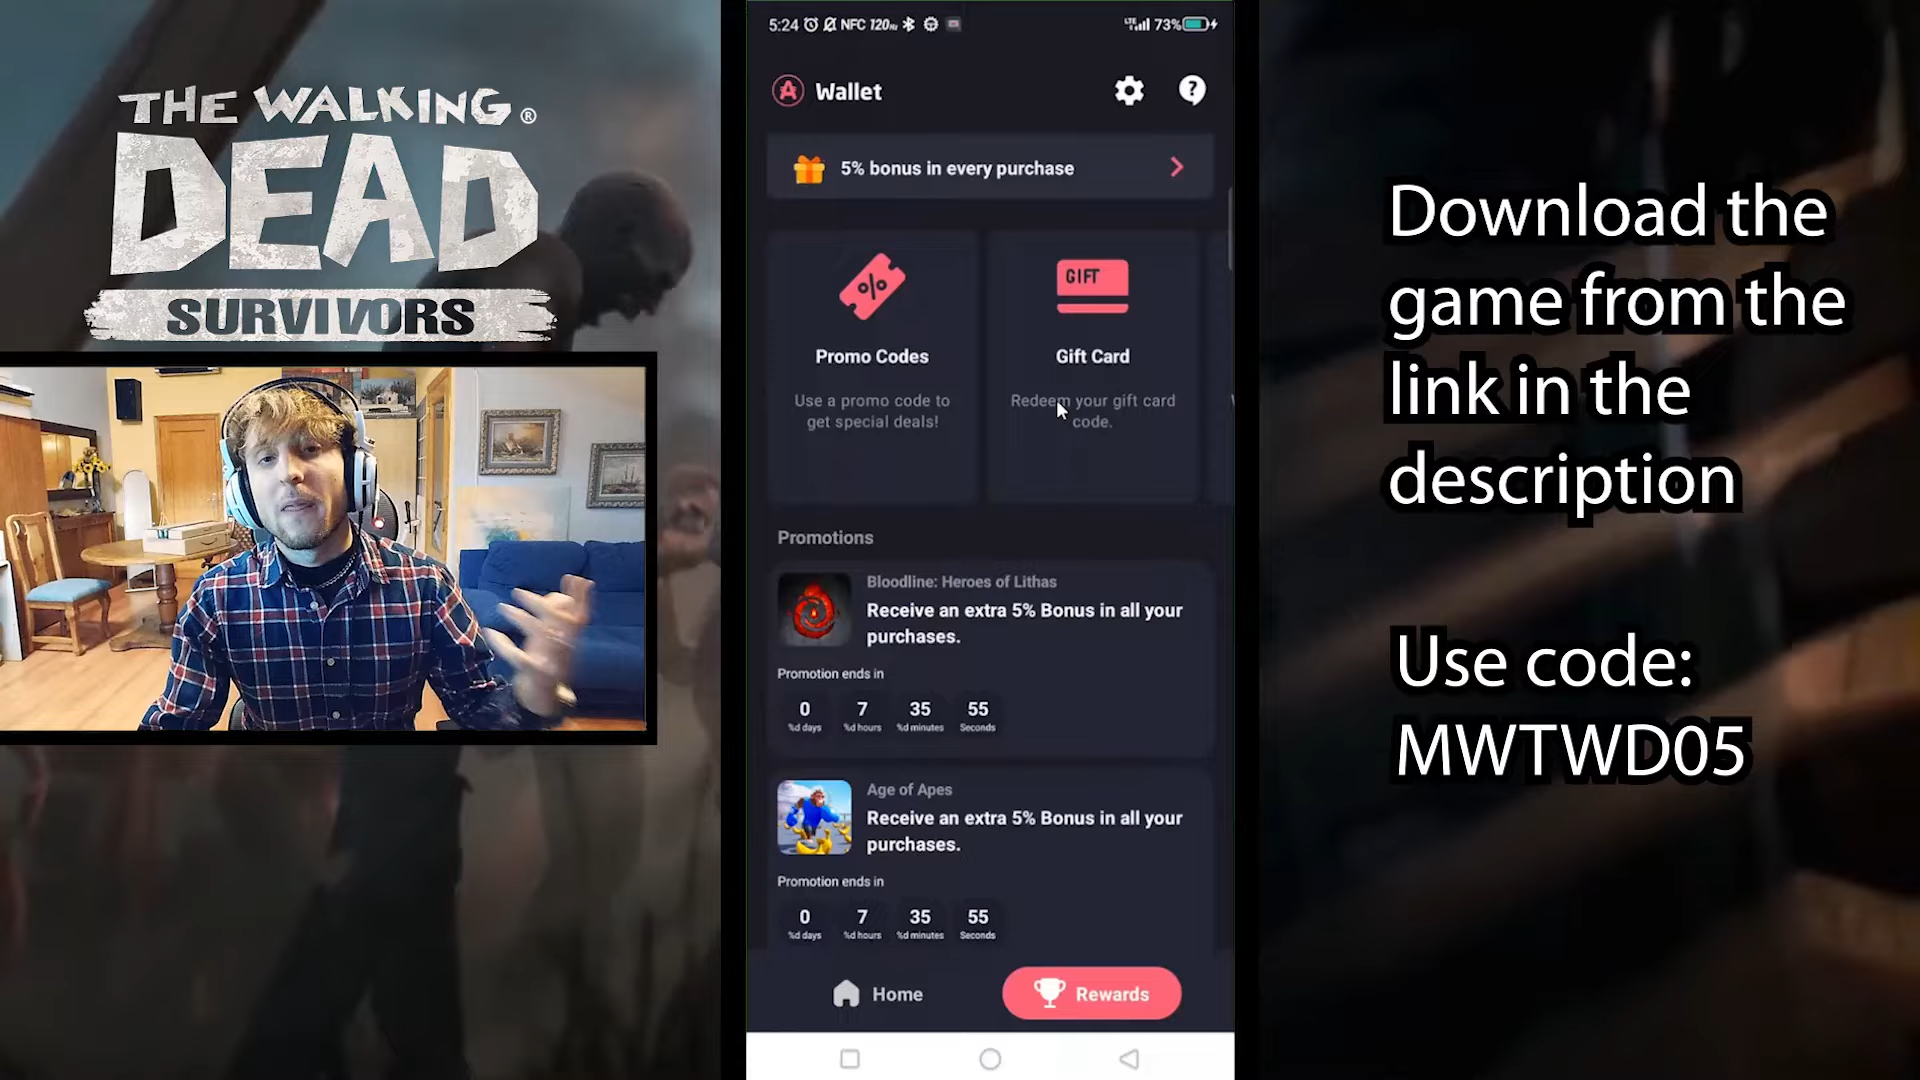 THE WALKING®
DEAD
SURVIVORS
5:24 NFC 120Hz LTE 73%
Wallet
5% bonus in every purchase
Promo Codes
Use a promo code to
get special deals!
GIFT
Gift Card
Redeem your gift card
code.
Promotions
Bloodline: Heroes of Lithas
Receive an extra 5% Bonus in all your
purchases.
Promotion ends in
0 7 35 55
%d days %d hours %d minutes Seconds
Age of Apes
Receive an extra 5% Bonus in all your
purchases.
Promotion ends in
0 7 35 55
%d days %d hours %d minutes Seconds
Home Rewards
Download the
game from the
link in the
description
Use code:
MWTWD05